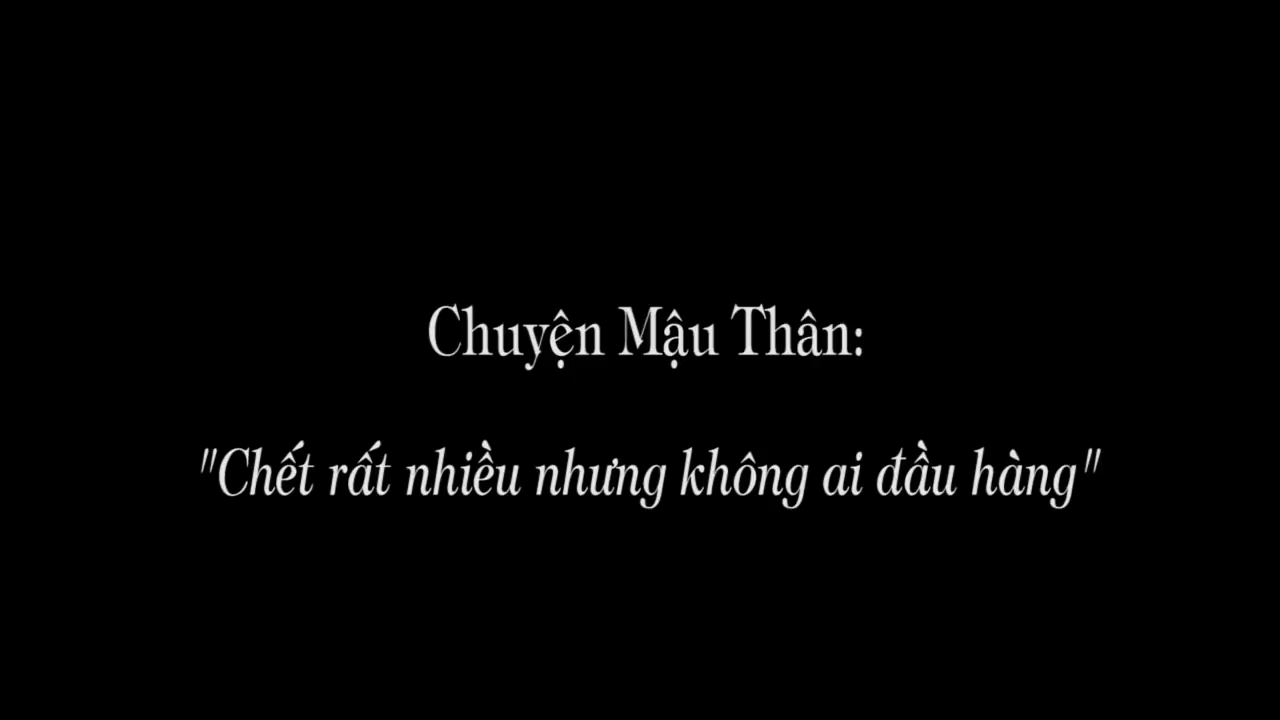 Chuyện Mậu Thân:
"Chết rất nhiều nhưng không ai đầu hàng"